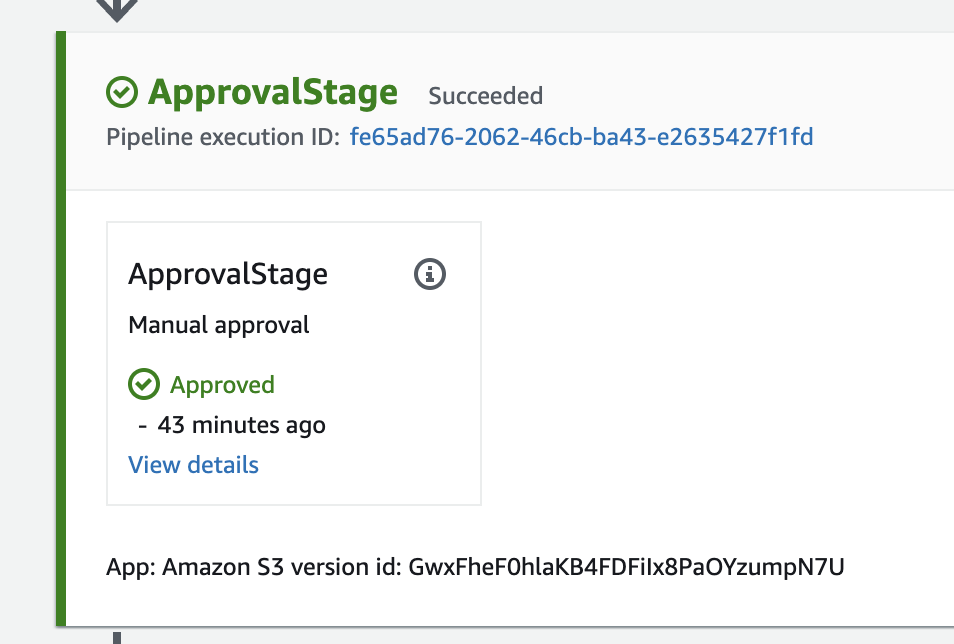 ApprovalStage Succeeded
Pipeline execution ID: fe65ad76-2062-46cb-ba43-e2635427f1fd
ApprovalStage
Manual approval
Approved
- 43 minutes ago
View details
App: Amazon S3 version id: GwxFheF0hlaKB4FDFiIx8PaOYzumpN7U